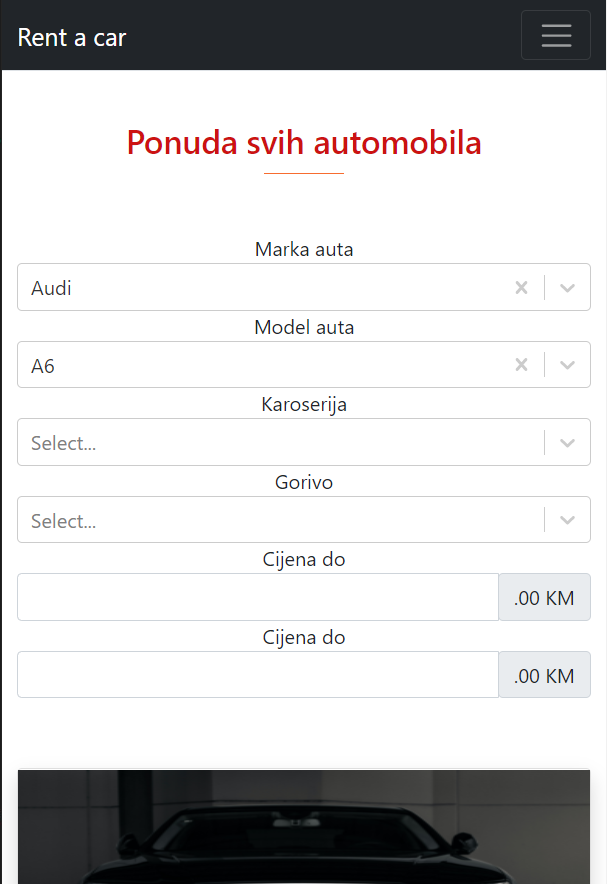 Rent a car
Ponuda svih automobila
Marka auta
Audi
Model auta
A6
Karoserija
Select...
Gorivo
Select...
Cijena do
.00 KM
Cijena do
.00 KM